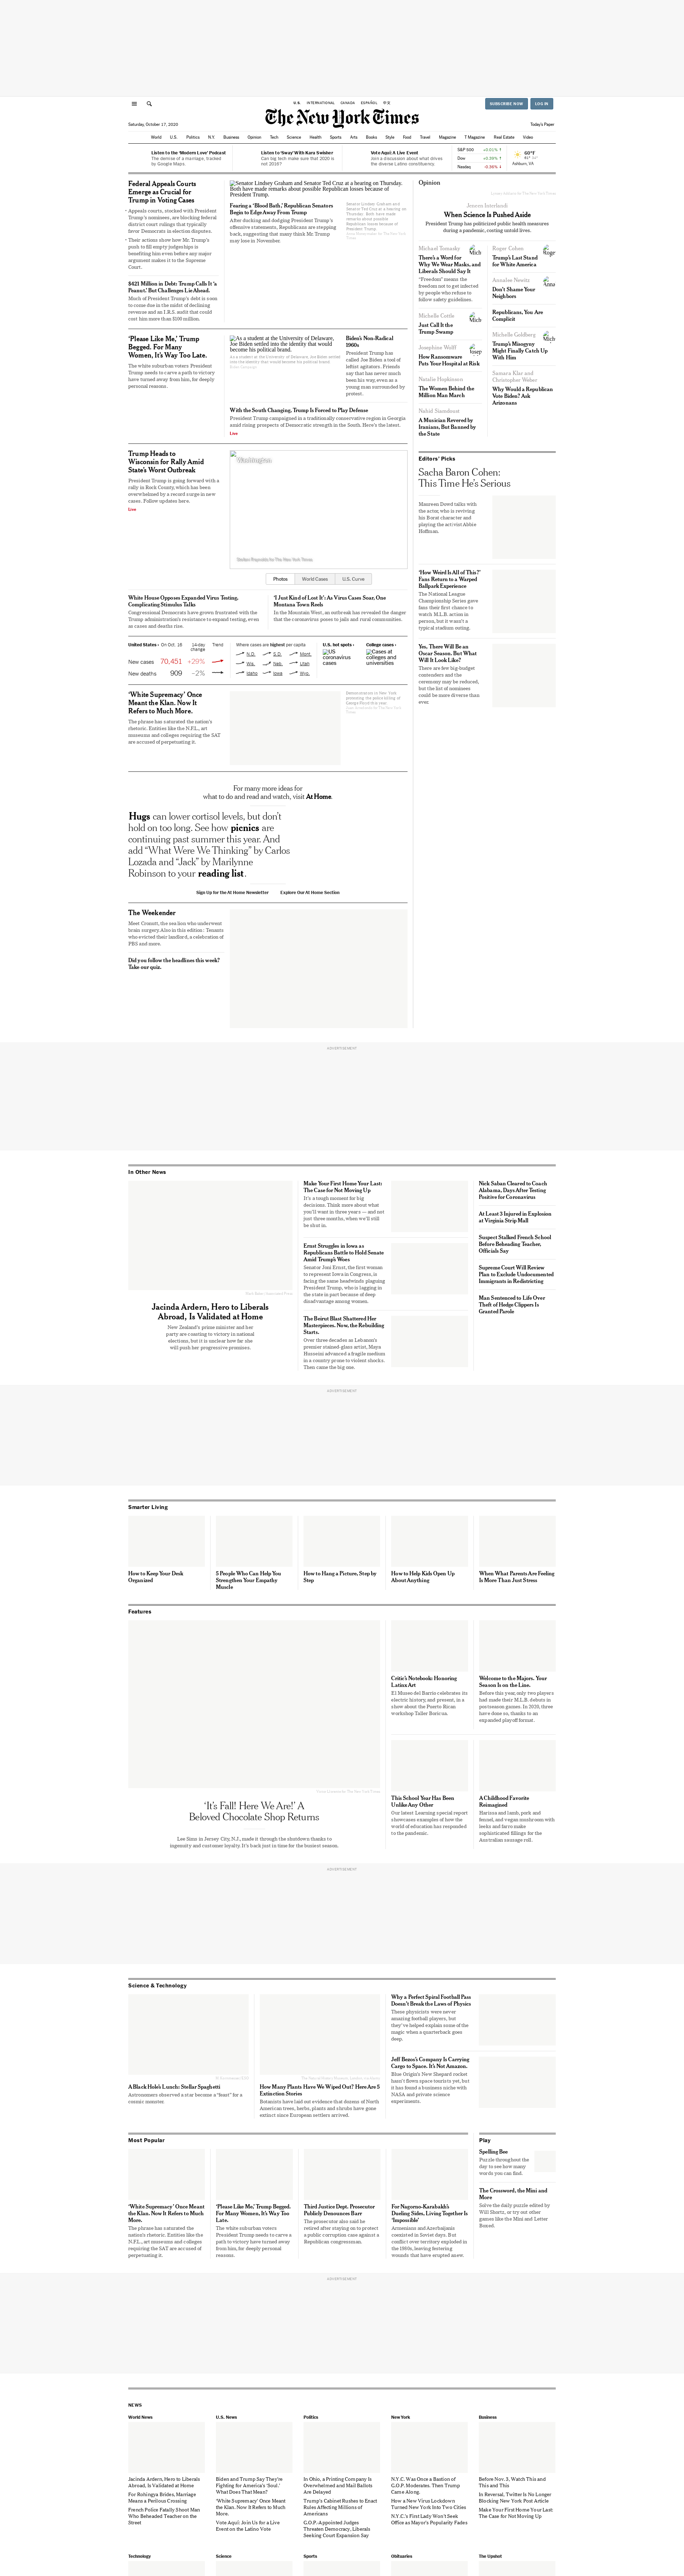 U.S. INTERNATIONAL CANADA ESPAÑOL 中文
SUBSCRIBE NOW LOG IN
The New York Times
Saturday, October 17, 2020
Today's Paper
World U.S. Politics N.Y. Business Opinion Tech Science Health Sports Arts Books Style Food Travel Magazine T Magazine Real Estate Video
Listen to the 'Modern Love' Podcast
The demise of a marriage, tracked
by Google Maps.
Listen to 'Sway' With Kara Swisher
Can big tech make sure that 2020 is
not 2016?
Vote Aquí: A Live Event
Join a discussion about what drives
the diverse Latino constituency.
S&P 500
Dow
Nasdaq
60°F
Ashburn, VA
Federal Appeals Courts
Emerge as Crucial for
Trump in Voting Cases
• Appeals courts, stacked with President
Trump's nominees, are blocking federal
district court rulings that typically
favor Democrats in election disputes.
• Their actions show how Mr. Trump's
push to fill empty judgeships is
benefiting him even before any major
argument makes it to the Supreme
Court.
$421 Million in Debt: Trump Calls It 'a
Peanut,' But Challenges Lie Ahead.
Much of President Trump's debt is soon
to come due in the midst of declining
revenue and an I.R.S. audit that could
cost him more than $100 million.
Senator Lindsey Graham and Senator Ted Cruz at a hearing on Thursday.
Both have made remarks about possible Republican losses because of
President Trump.
Fearing a 'Blood Bath,' Republican Senators
Begin to Edge Away From Trump
After ducking and dodging President Trump's
offensive statements, Republicans are stepping
back, suggesting they think Mr. Trump
may lose in November.
Senator Lindsey Graham and
Senator Ted Cruz at a hearing on
Thursday. Both have made
remarks about possible
Republican losses because of
President Trump.
'Please Like Me,' Trump
Begged. For Many
Women, It's Way Too Late.
The white suburban voters President
Trump needs to carve a path to victory
have turned away from him, for deeply
personal reasons.
As a student at the University of Delaware,
Joe Biden settled into the identity that would
become his political brand.
As a student at the University of Delaware, Joe Biden settled
into the identity that would become his political brand.
Biden Campaign
Biden's Non-Radical
1960s
President Trump has
called Joe Biden a tool of
leftist agitators. Friends
say that has never much
been his way, even as a
young man surrounded by
protest.
With the South Changing, Trump Is Forced to Play Defense
President Trump campaigned in a traditionally conservative region in Georgia
amid rising prospects of Democratic strength in the South. Here's the latest.
Live
Trump Heads to
Wisconsin for Rally Amid
State's Worst Outbreak
President Trump is going forward with a
rally in Rock County, which has been
overwhelmed by a record surge in new
cases. Follow updates here.
Live
Washington.
Stefani Reynolds for The New York Times
Photos World Cases U.S. Curve
White House Opposes Expanded Virus Testing,
Complicating Stimulus Talks
Congressional Democrats have grown frustrated with the
Trump administration's resistance to expand testing, even
as cases and deaths rise.
'I Just Kind of Lost It': As Virus Cases Soar, One
Montana Town Reels
In the Mountain West, an outbreak has revealed the danger
that the coronavirus poses to jails and rural communities.
United States › On Oct. 16 14-day change Trend
New cases 70,451 +29%
New deaths 909 –2%
Where cases are highest per capita
N.D. S.D. Mont.
Wis. Neb. Utah
Idaho Iowa Wyo.
U.S. hot spots ›
US coronavirus cases
College cases ›
Cases at colleges and universities
'White Supremacy' Once
Meant the Klan. Now It
Refers to Much More.
The phrase has saturated the nation's
rhetoric. Entities like the N.F.L., art
museums and colleges requiring the SAT
are accused of perpetuating it.
For many more ideas for
what to do and read and watch, visit At Home.
Hugs can lower cortisol levels, but don't
hold on too long. See how picnics are
continuing past summer this year. And
add "What Were We Thinking" by Carlos
Lozada and "Jack" by Marilynne
Robinson to your reading list.
Sign Up for the At Home Newsletter Explore Our At Home Section
The Weekender
Meet Cronutt, the sea lion who underwent
brain surgery. Also in this edition: Tenants
who evicted their landlord, a celebration of
PBS and more.
Did you follow the headlines this week?
Take our quiz.
Opinion
Jeneen Interlandi
When Science Is Pushed Aside
President Trump has politicized public health measures
during a pandemic, costing untold lives.
Michael Tomasky
There's a Word for
Why We Wear Masks, and
Liberals Should Say It
"Freedom" means the
freedom not to get infected
by people who refuse to
follow safety guidelines.
Michelle Cottle
Just Call It the
Trump Swamp
Josephine Wolff
How Ransomware
Puts Your Hospital at Risk
Natalie Hopkinson
The Women Behind the
Million Man March
Nahid Siamdoust
A Musician Revered by
Iranians, But Banned by
the State
Roger Cohen
Trump's Last Stand
for White America
Annalee Newitz
Don't Shame Your
Neighbors
Republicans, You Are
Complicit
Michelle Goldberg
Trump's Misogyny
Might Finally Catch Up
With Him
Samara Klar and
Christopher Weber
Why Would a Republican
Vote Biden? Ask
Arizonans
Editors' Picks
Sacha Baron Cohen:
This Time He's Serious
Maureen Dowd talks with
the actor, who is reviving
his Borat character and
playing the activist Abbie
Hoffman.
'How Weird Is All of This?'
Fans Return to a Warped
Ballpark Experience
The National League
Championship Series gave
fans their first chance to
watch M.L.B. action in
person, but it wasn't a
typical stadium outing.
Yes, There Will Be an
Oscar Season. But What
Will It Look Like?
There are few big-budget
contenders and the
ceremony may be reduced,
but the list of nominees
could be more diverse than
ever.
ADVERTISEMENT
In Other News
Jacinda Ardern, Hero to Liberals
Abroad, Is Validated at Home
New Zealand's prime minister and her
party are coasting to victory in national
elections, but it is unclear how far she
will push her progressive promises.
Make Your First Home Your Last:
The Case for Not Moving Up
It's a tough moment for big
decisions. Think more about what
you'll want in three years — and not
just three months, when we'll still
be shut in.
Ernst Struggles in Iowa as
Republicans Battle to Hold Senate
Amid Trump's Woes
Senator Joni Ernst, the first woman
to represent Iowa in Congress, is
facing the same headwinds plaguing
President Trump, who is lagging in
the state in part because of deep
disadvantage among women.
The Beirut Blast Shattered Her
Masterpieces. Now, the Rebuilding
Starts.
Over three decades as Lebanon's
premier stained-glass artist, Maya
Husseini advanced a fragile medium
in a country prone to violent shocks.
Then came the big one.
Nick Saban Cleared to Coach
Alabama, Days After Testing
Positive for Coronavirus
At Least 3 Injured in Explosion
at Virginia Strip Mall
Suspect Stalked French School
Before Beheading Teacher,
Officials Say
Supreme Court Will Review
Plan to Exclude Undocumented
Immigrants in Redistricting
Man Sentenced to Life Over
Theft of Hedge Clippers Is
Granted Parole
ADVERTISEMENT
Smarter Living
How to Keep Your Desk
Organized
5 People Who Can Help You
Strengthen Your Empathy
Muscle
How to Hang a Picture, Step by
Step
How to Help Kids Open Up
About Anything
When What Parents Are Feeling
Is More Than Just Stress
Features
'It's Fall! Here We Are!' A
Beloved Chocolate Shop Returns
Lee Sims in Jersey City, N.J., made it through the shutdown thanks to
ingenuity and customer loyalty. It's back just in time for the busiest season.
Critic's Notebook: Honoring
Latinx Art
El Museo del Barrio celebrates its
electric history, and present, in a
show about the Puerto Rican
workshop Taller Boricua.
Welcome to the Majors. Your
Season Is on the Line.
Before this year, only two players
had made their M.L.B. debuts in
postseason games. In 2020, three
have done so, thanks to an
expanded playoff format.
This School Year Has Been
Unlike Any Other
Our latest Learning special report
showcases examples of how the
world of education has responded
to the pandemic.
A Childhood Favorite
Reimagined
Harissa and lamb, pork and
fennel, and vegan mushroom with
leeks and farro make
sophisticated fillings for the
Australian sausage roll.
ADVERTISEMENT
Science & Technology
A Black Hole's Lunch: Stellar Spaghetti
Astronomers observed a star become a "feast" for a
cosmic monster.
How Many Plants Have We Wiped Out? Here Are 5
Extinction Stories
Botanists have laid out evidence that dozens of North
American trees, herbs, plants and shrubs have gone
extinct since European settlers arrived.
Why a Perfect Spiral Football Pass
Doesn't Break the Laws of Physics
These physicists were never
amazing football players, but
they've helped explain some of the
magic when a quarterback goes
deep.
Jeff Bezos's Company Is Carrying
Cargo to Space. It's Not Amazon.
Blue Origin's New Shepard rocket
hasn't flown space tourists yet, but
it has found a business niche with
NASA and private science
experiments.
Most Popular
'White Supremacy' Once Meant
the Klan. Now It Refers to Much
More.
The phrase has saturated the
nation's rhetoric. Entities like the
N.F.L., art museums and colleges
requiring the SAT are accused of
perpetuating it.
'Please Like Me,' Trump Begged.
For Many Women, It's Way Too
Late.
The white suburban voters
President Trump needs to carve a
path to victory have turned away
from him, for deeply personal
reasons.
Third Justice Dept. Prosecutor
Publicly Denounces Barr
The prosecutor also said he
retired after staying on to protect
a public corruption case against a
Republican congressman.
For Nagorno-Karabakh's
Dueling Sides, Living Together Is
'Impossible'
Armenians and Azerbaijanis
coexisted in Soviet days. But
conflict over territory exploded in
the 1980s, leaving festering
wounds that have erupted anew.
Play
Spelling Bee
Puzzle throughout the
day to see how many
words you can find.
The Crossword, the Mini and
More
Solve the daily puzzle edited by
Will Shortz, or try out other
games like the Mini and Letter
Boxed.
ADVERTISEMENT
NEWS
World News
Jacinda Ardern, Hero to Liberals
Abroad, Is Validated at Home
For Rohingya Brides, Marriage
Means a Perilous Crossing
French Police Fatally Shoot Man
Who Beheaded Teacher on the
Street
U.S. News
Biden and Trump Say They're
Fighting for America's 'Soul.'
What Does That Mean?
'White Supremacy' Once Meant
the Klan. Now It Refers to Much
More.
Vote Aquí: Join Us for a Live
Event on the Latino Vote
Politics
In Ohio, a Printing Company Is
Overwhelmed and Mail Ballots
Are Delayed
Trump's Cabinet Rushes to Enact
Rules Affecting Millions of
Americans
G.O.P.-Appointed Judges
Threaten Democracy, Liberals
Seeking Court Expansion Say
New York
N.Y.C. Was Once a Bastion of
G.O.P. Moderates. Then Trump
Came Along.
How a New Virus Lockdown
Turned New York Into Two Cities
N.Y.C.'s First Lady Won't Seek
Office as Mayor's Popularity Fades
Business
Before Nov. 3, Watch This and
This and This
In Reversal, Twitter Is No Longer
Blocking New York Post Article
Make Your First Home Your Last:
The Case for Not Moving Up
Technology
Science
Sports
Obituaries
The Upshot